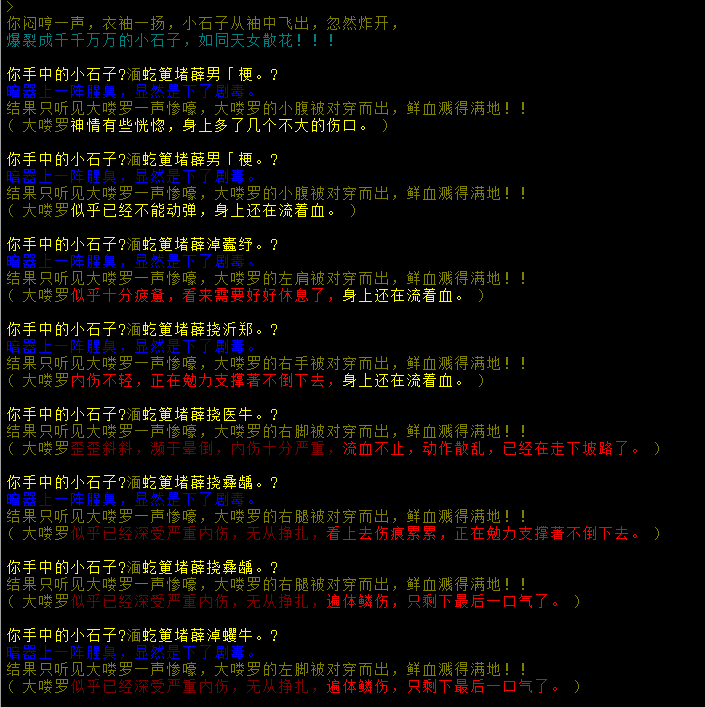 >
你闷哼一声，衣袖一扬，小石子从袖中飞出，忽然炸开，
爆裂成千千万万的小石子，如同天女散花！！！
你手中的小石子?湎虼篁堵薛男「梗。?
暗器上一阵腥臭，显然是下了剧毒。
结果只听见大喽罗一声惨嚎，大喽罗的小腹被对穿而出，鲜血溅得满地！！
( 大喽罗神情有些恍惚，身上多了几个不大的伤口。 )
你手中的小石子?湎虼篁堵薛男「梗。?
暗器上一阵腥臭，显然是下了剧毒。
结果只听见大喽罗一声惨嚎，大喽罗的小腹被对穿而出，鲜血溅得满地！！
( 大喽罗似乎已经不能动弹，身上还在流着血。 )
你手中的小石子?湎虼篁堵薛淖蠹纾。?
暗器上一阵腥臭，显然是下了剧毒。
结果只听见大喽罗一声惨嚎，大喽罗的左肩被对穿而出，鲜血溅得满地！！
( 大喽罗似乎十分疲惫，看来需要好好休息了，身上还在流着血。 )
你手中的小石子?湎虼篁堵薛挠沂郑。?
暗器上一阵腥臭，显然是下了剧毒。
结果只听见大喽罗一声惨嚎，大喽罗的右手被对穿而出，鲜血溅得满地！！
( 大喽罗内伤不轻，正在勉力支撑著不倒下去，身上还在流着血。 )
你手中的小石子?湎虼篁堵薛挠医牛。?
结果只听见大喽罗一声惨嚎，大喽罗的右脚被对穿而出，鲜血溅得满地！！
( 大喽罗歪歪斜斜，濒于晕倒，内伤十分严重，流血不止，动作散乱，已经在走下坡路了。 )
你手中的小石子?湎虼篁堵薛挠彝龋。?
暗器上一阵腥臭，显然是下了剧毒。
结果只听见大喽罗一声惨嚎，大喽罗的右腿被对穿而出，鲜血溅得满地！！
( 大喽罗似乎已经深受严重内伤，无从挣扎，看上去伤痕累累，正在勉力支撑著不倒下去。 )
你手中的小石子?湎虼篁堵薛挠彝龋。?
结果只听见大喽罗一声惨嚎，大喽罗的右腿被对穿而出，鲜血溅得满地！！
( 大喽罗似乎已经深受严重内伤，无从挣扎，遍体鳞伤，只剩下最后一口气了。 )
你手中的小石子?湎虼篁堵薛淖蠼牛。?
暗器上一阵腥臭，显然是下了剧毒。
结果只听见大喽罗一声惨嚎，大喽罗的左脚被对穿而出，鲜血溅得满地！！
( 大喽罗似乎已经深受严重内伤，无从挣扎，遍体鳞伤，只剩下最后一口气了。 )